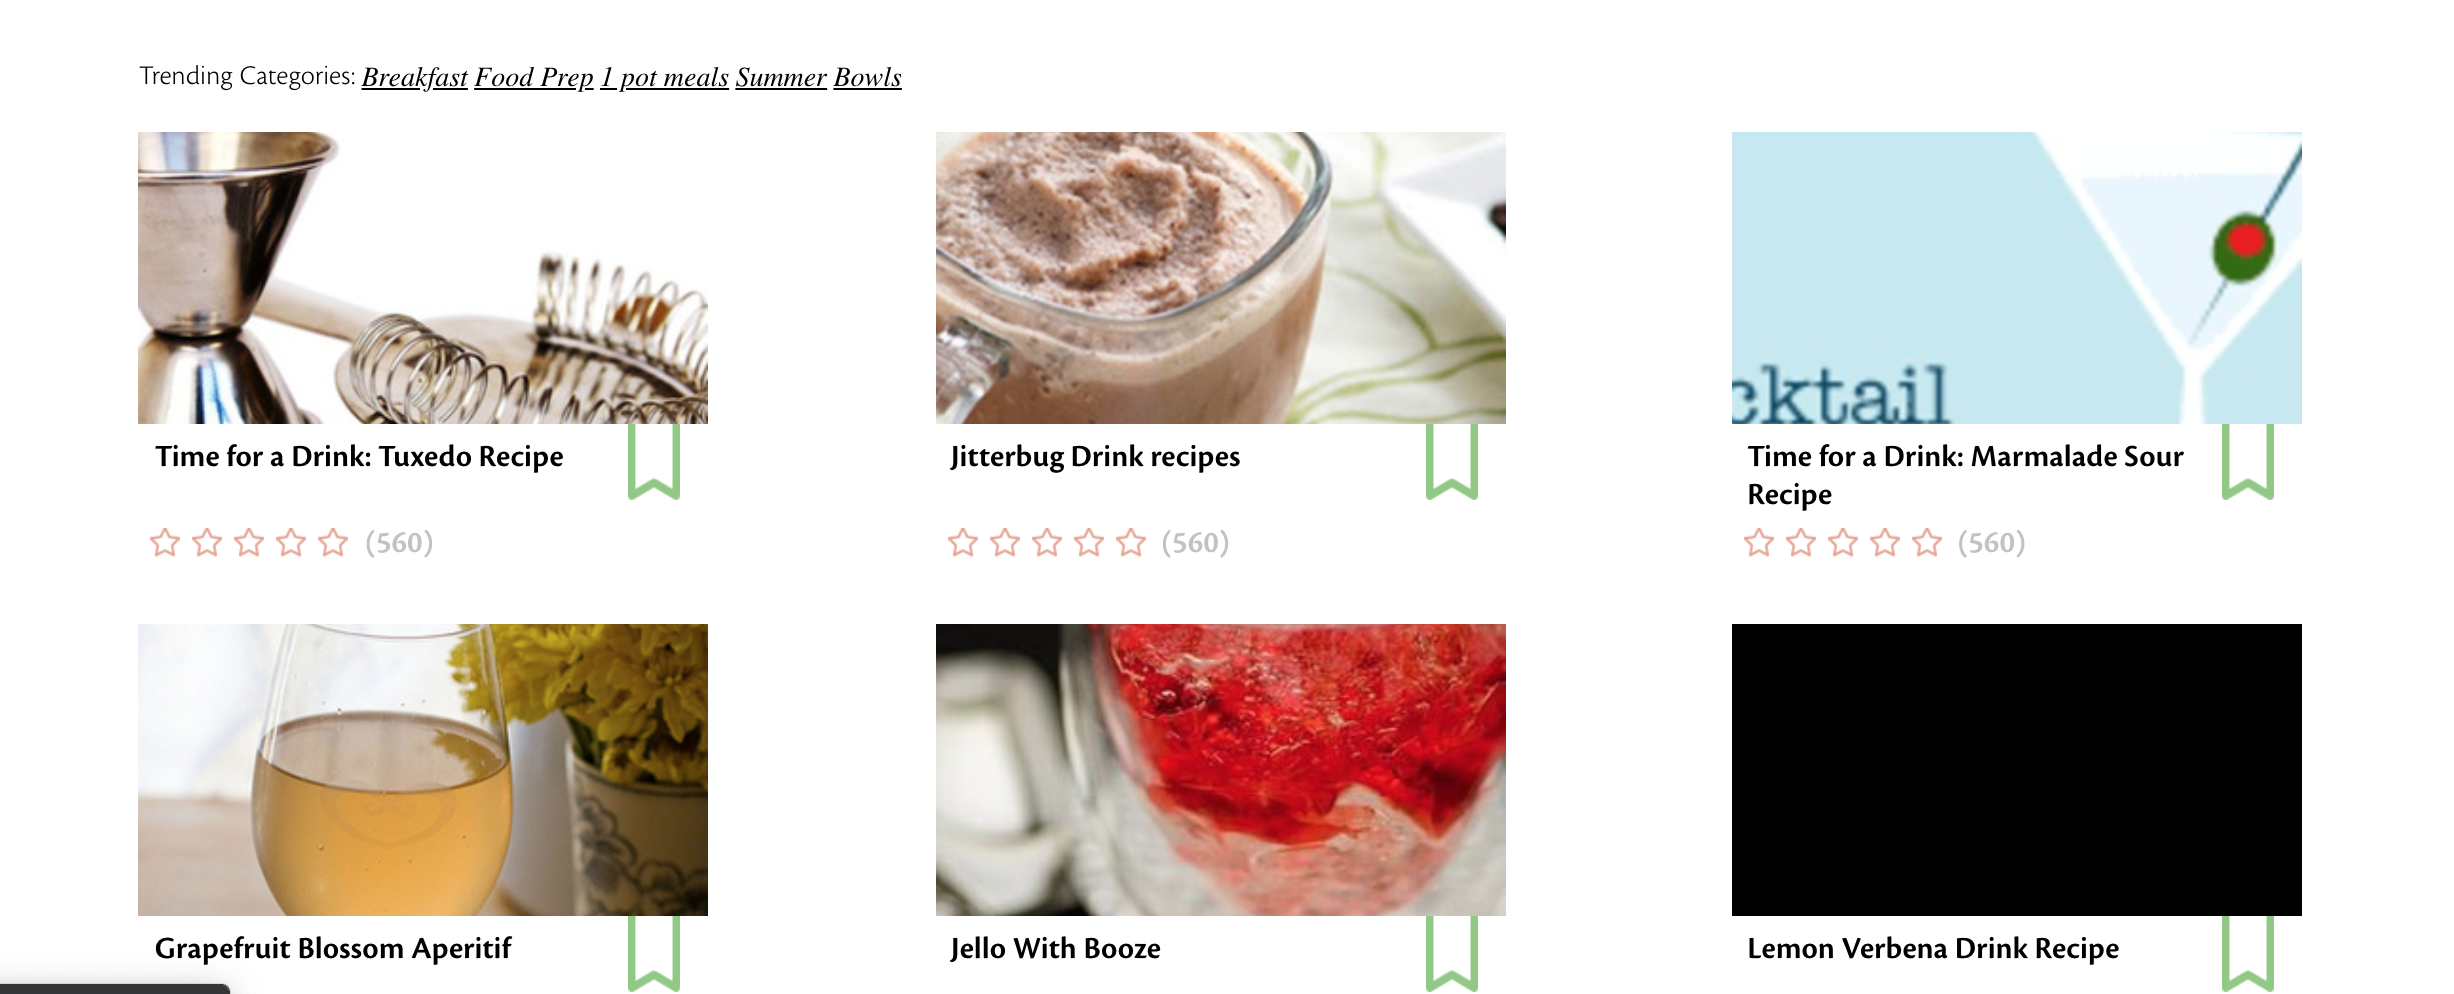 Trending Categories: Breakfast Food Prep 1 pot meals Summer Bowls
cktail
Time for a Drink: Tuxedo Recipe
(560)
Jitterbug Drink recipes
(560)
Time for a Drink: Marmalade Sour
Recipe
(560)
Grapefruit Blossom Aperitif
Jello With Booze
Lemon Verbena Drink Recipe